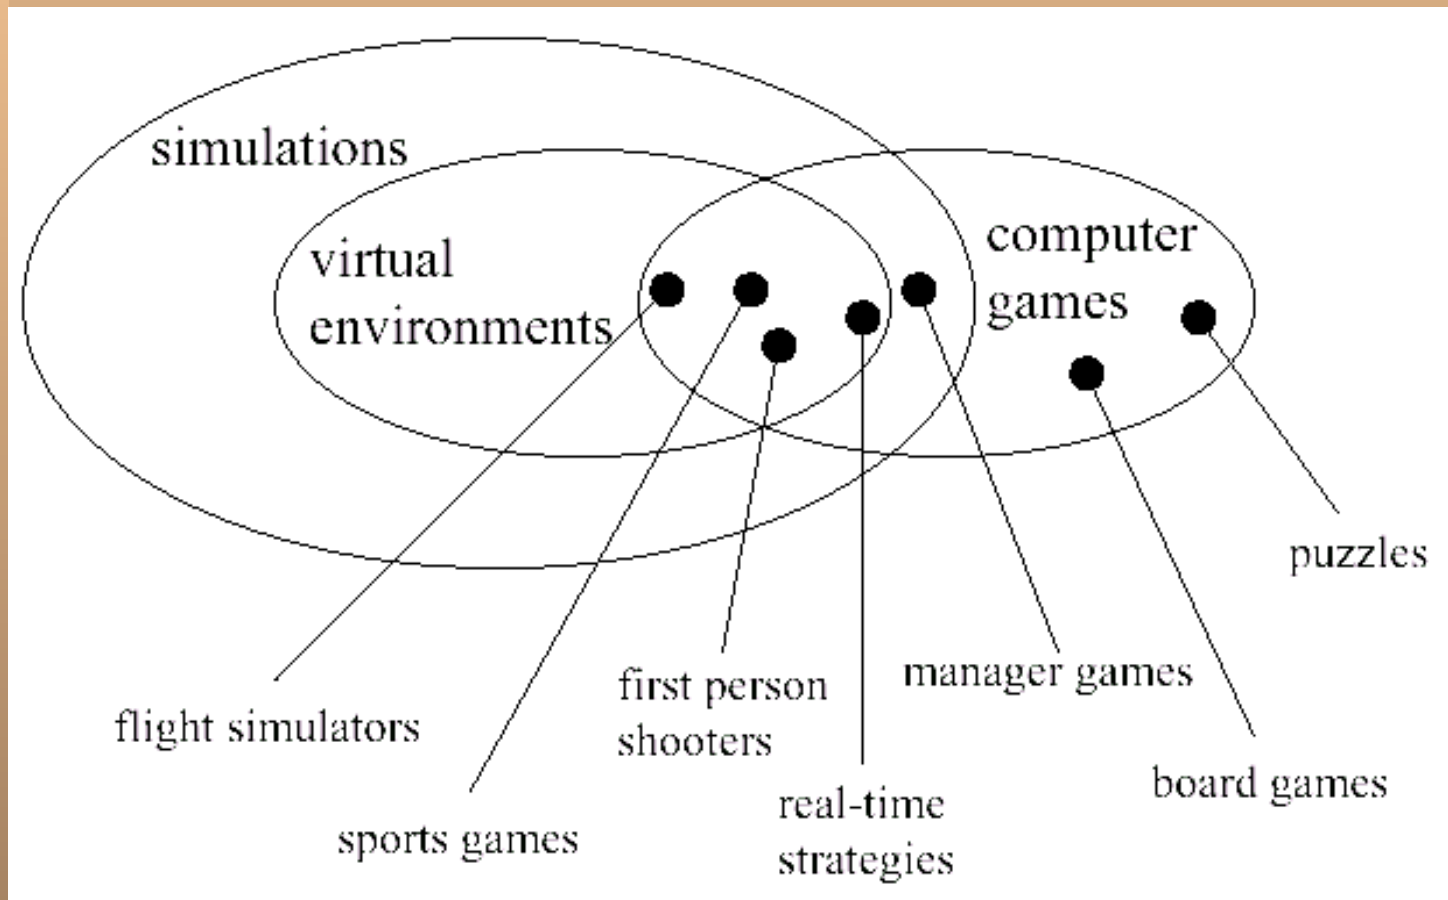 simulations
virtual
environments
computer
games
puzzles
manager games
first person
shooters
flight simulators
board games
real-time
strategies
sports games